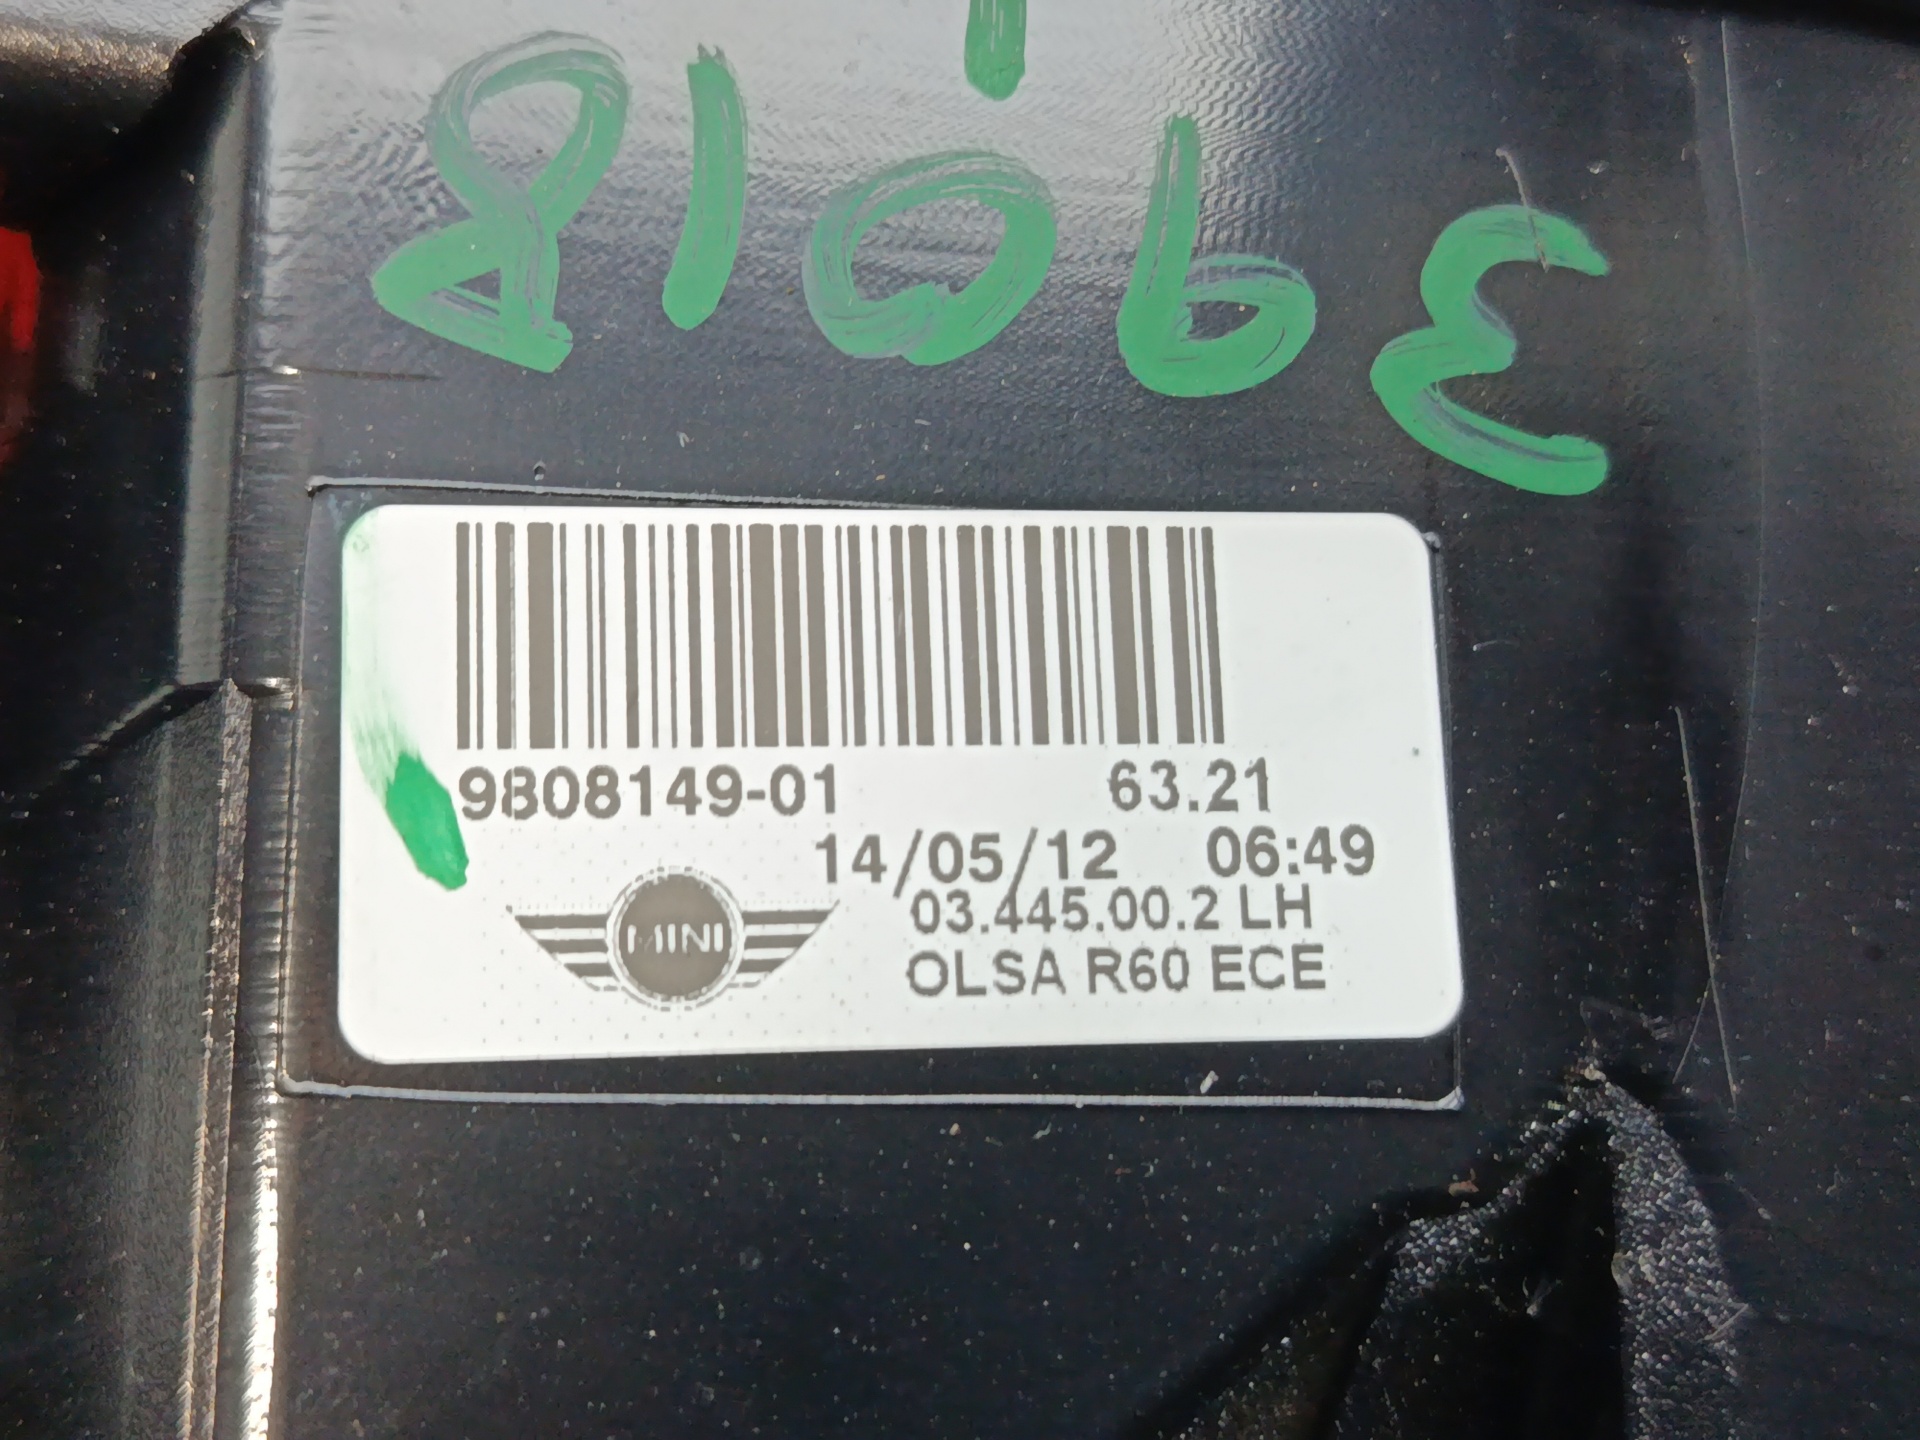 39018
9808149-01 63.21
14/05/12 06:49
03.445.00.2 LH
MINI
OLSA R60 ECE